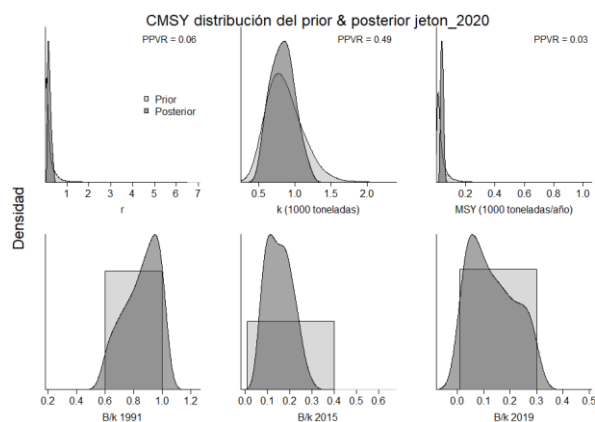 CMSY distribución del prior & posterior jeton_2020
PPVR = 0.06
PPVR = 0.49
PPVR = 0.03
Prior
Posterior
1 2 3 4 5 6 7
r
0.5 1.0 1.5 2.0
k (1000 toneladas)
0.2 0.4 0.6 0.8 1.0
MSY (1000 toneladas/año)
Densidad
0.2 0.4 0.6 0.8 1.0 1.2
B/k 1991
0.0 0.1 0.2 0.3 0.4 0.5 0.6
B/k 2015
0.0 0.1 0.2 0.3 0.4 0.5
B/k 2019